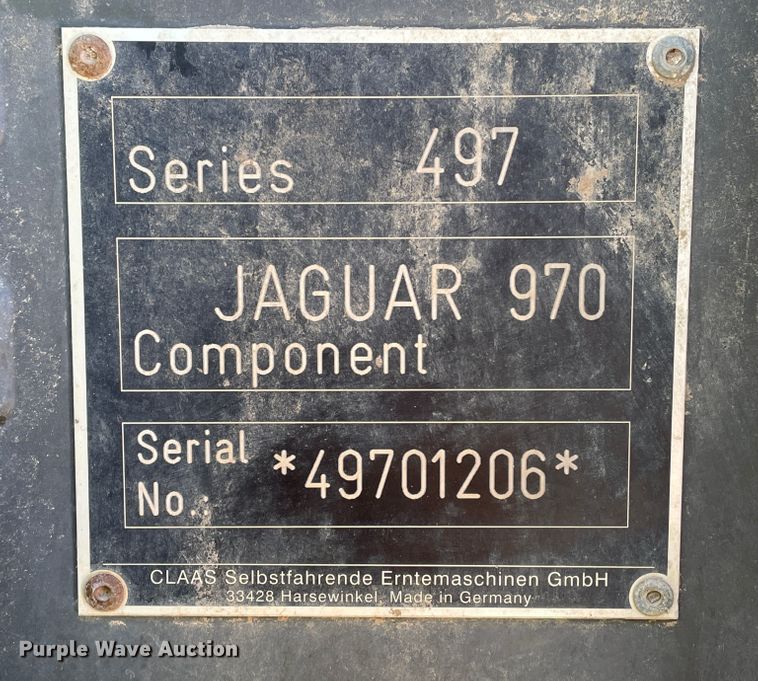 Series 497
JAGUAR 970
Component
Serial
No.: *49701206*
CLAAS Selbstfahrende Erntemaschinen GmbH
33428 Harsewinkel, Made in Germany
Purple Wave Auction